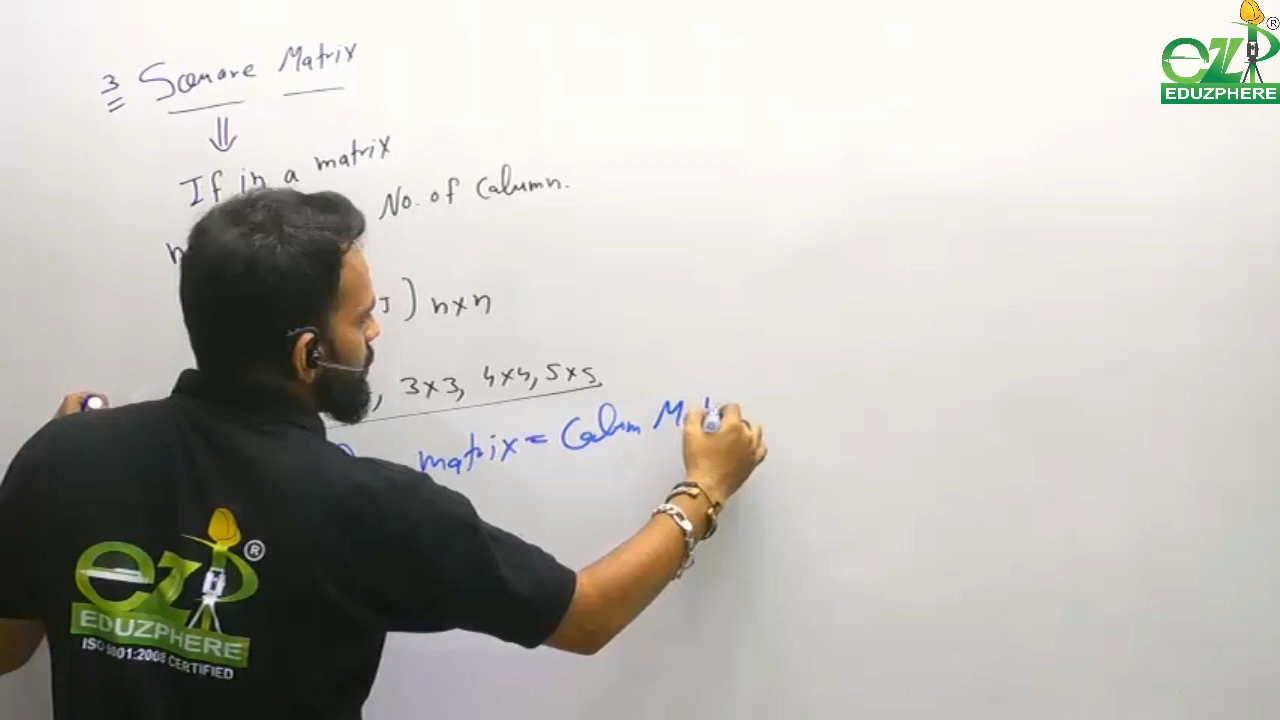 3 Square Matrix
If in a matrix
No. of Calumn.
J ) n×n
, 3×3, 4×4, 5×5
matrix = Calum M
EZ
®
EDUZPHERE
ez
®
EDUZPHERE
ISO 9001:2008 CERTIFIED